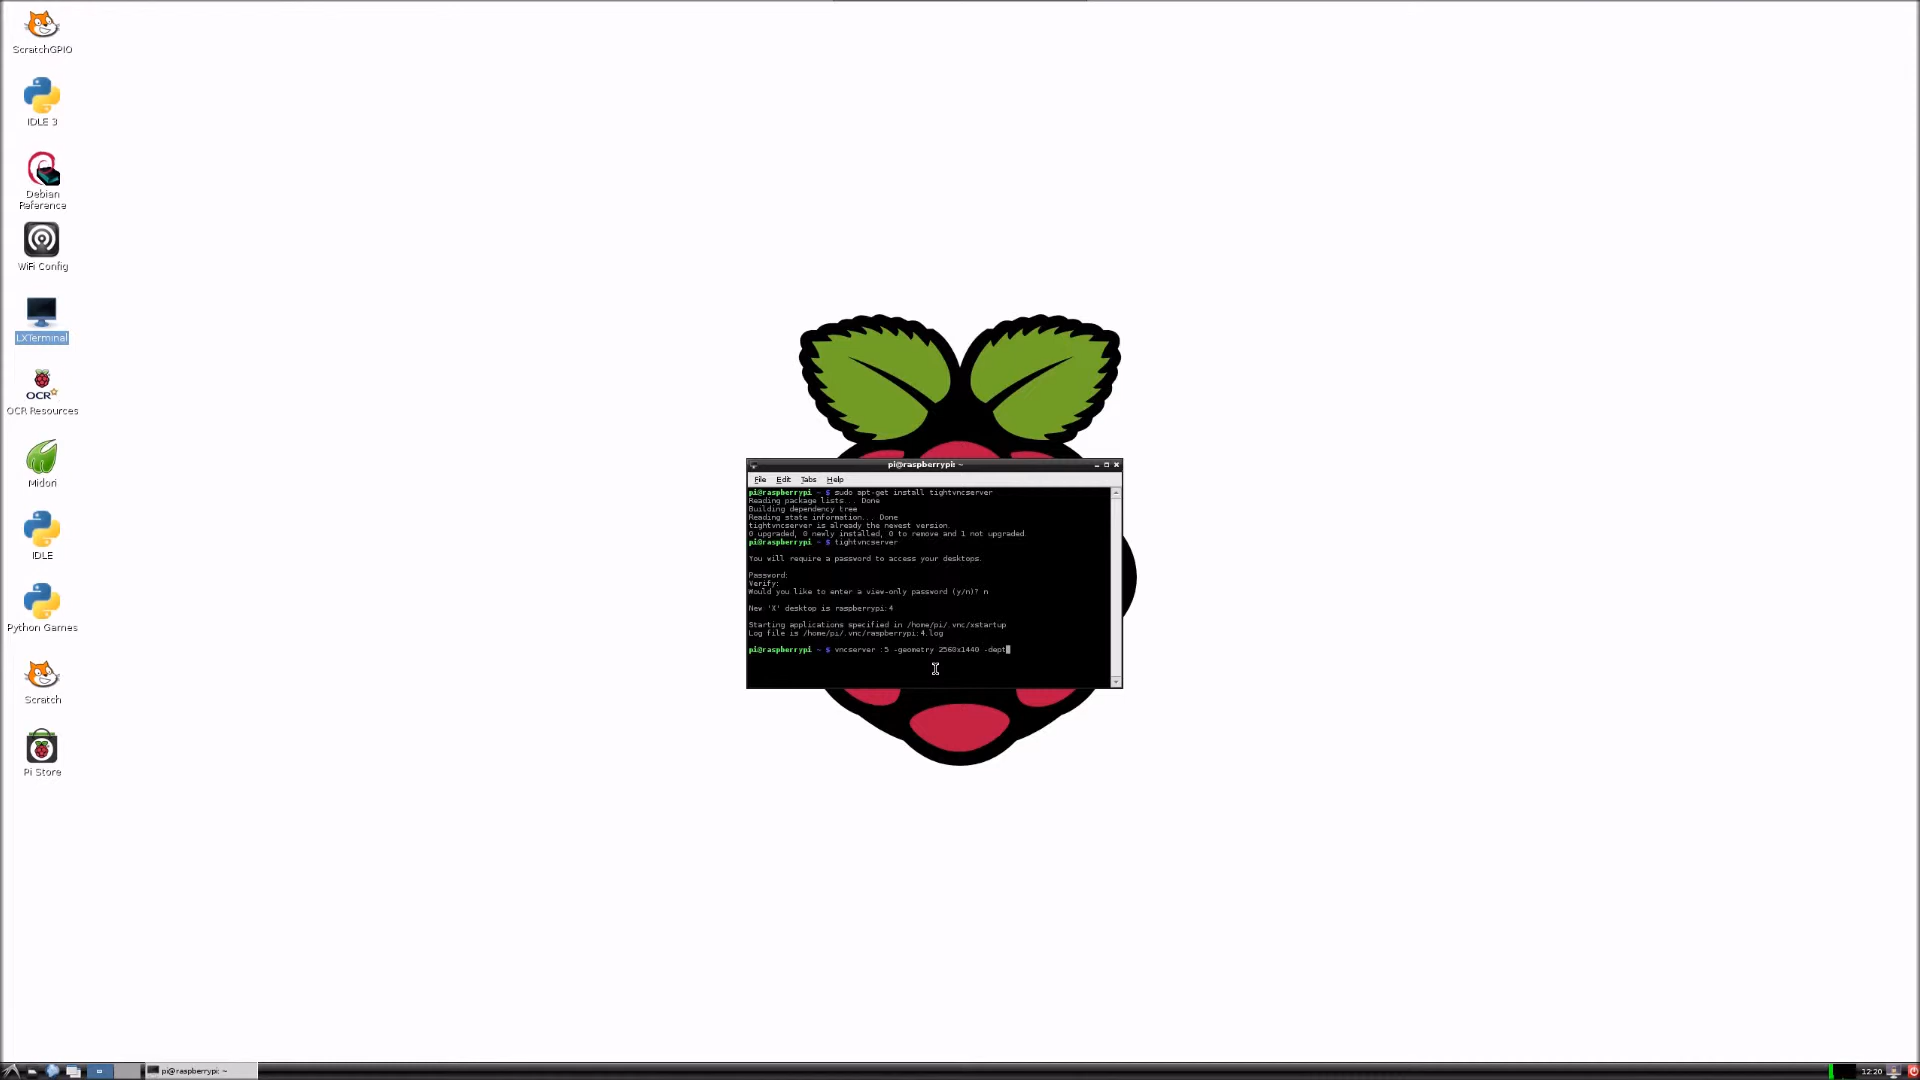 ScratchGPIO
IDLE 3
Debian
Reference
WiFi Config
LXTerminal
OCR
OCR Resources
Midori
IDLE
Python Games
Scratch
Pi Store
pi@raspberrypi: ~
File Edit Tabs Help
pi@raspberrypi ~ $ sudo apt-get install tightvncserver
Reading package lists... Done
Building dependency tree
Reading state information... Done
tightvncserver is already the newest version.
0 upgraded, 0 newly installed, 0 to remove and 1 not upgraded.
pi@raspberrypi ~ $ tightvncserver
You will require a password to access your desktops.
Password:
Verify:
Would you like to enter a view-only password (y/n)? n
New 'X' desktop is raspberrypi:4
Starting applications specified in /home/pi/.vnc/xstartup
Log file is /home/pi/.vnc/raspberrypi:4.log
pi@raspberrypi ~ $ vncserver :5 -geometry 2560x1440 -dept
pi@raspberrypi: ~
12:20